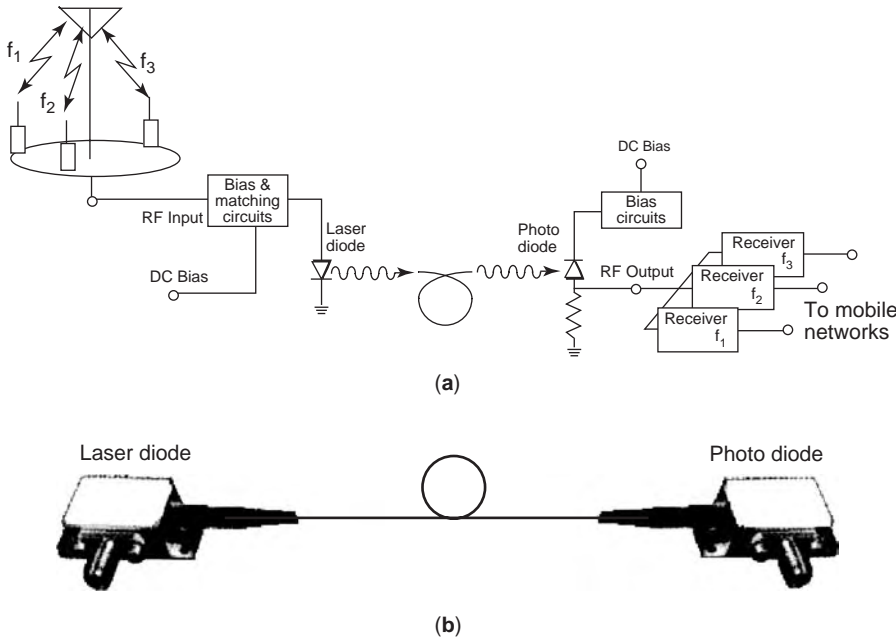 f1
f2
f3
RF Input
Bias &
matching
circuits
DC Bias
Laser
diode
Photo
diode
DC Bias
Bias
circuits
RF Output
Receiver
f3
Receiver
f2
Receiver
f1
To mobile
networks
(a)
Laser diode
Photo diode
(b)